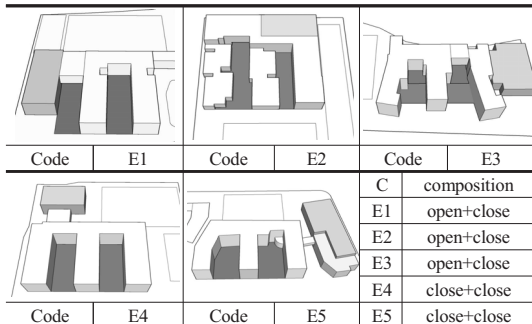 Code E1 Code E2 Code E3
C composition
E1 open+close
E2 open+close
E3 open+close
E4 close+close
Code E4 Code E5 E5 close+close